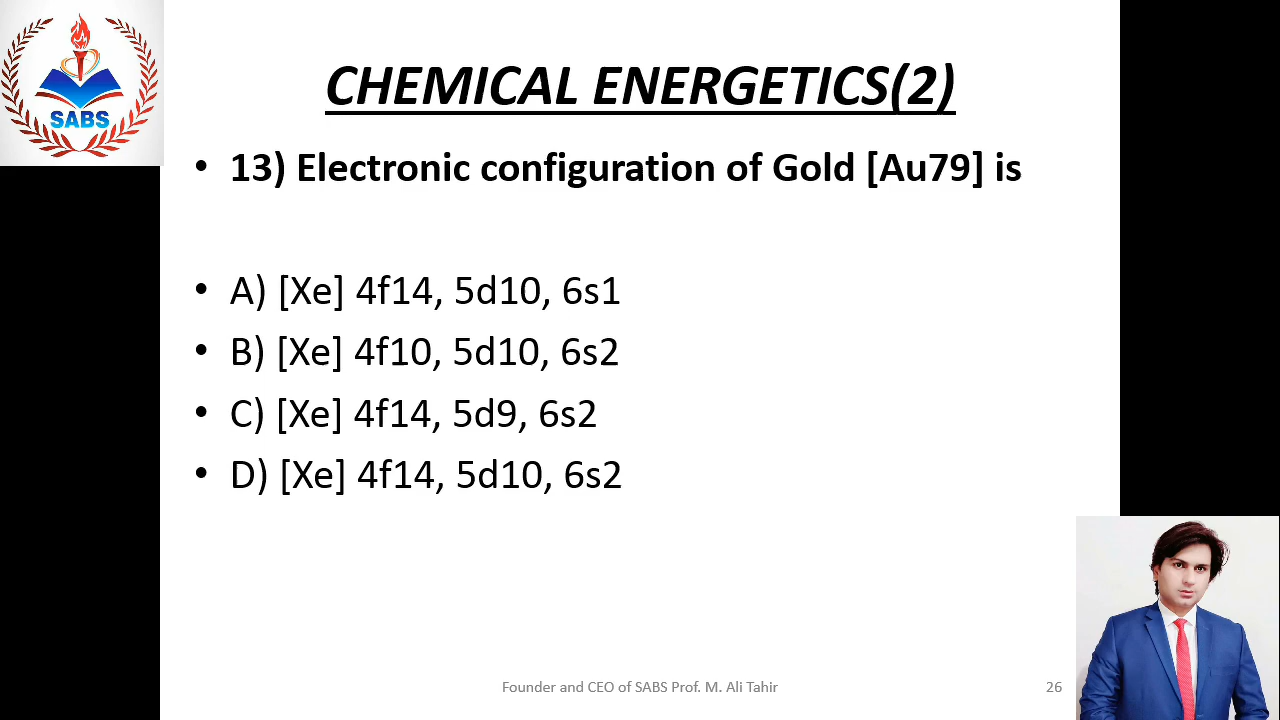 SABS
CHEMICAL ENERGETICS(2)
• 13) Electronic configuration of Gold [Au79] is
• A) [Xe] 4f14, 5d10, 6s1
• B) [Xe] 4f10, 5d10, 6s2
• C) [Xe] 4f14, 5d9, 6s2
• D) [Xe] 4f14, 5d10, 6s2
Founder and CEO of SABS Prof. M. Ali Tahir
26